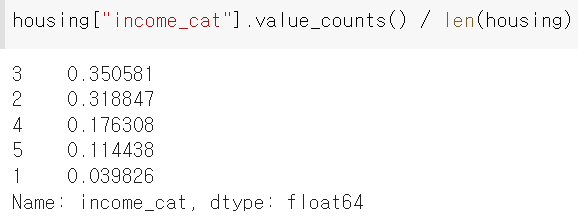 housing["income_cat"].value_counts() / len(housing)
3    0.350581
2    0.318847
4    0.176308
5    0.114438
1    0.039826
Name: income_cat, dtype: float64